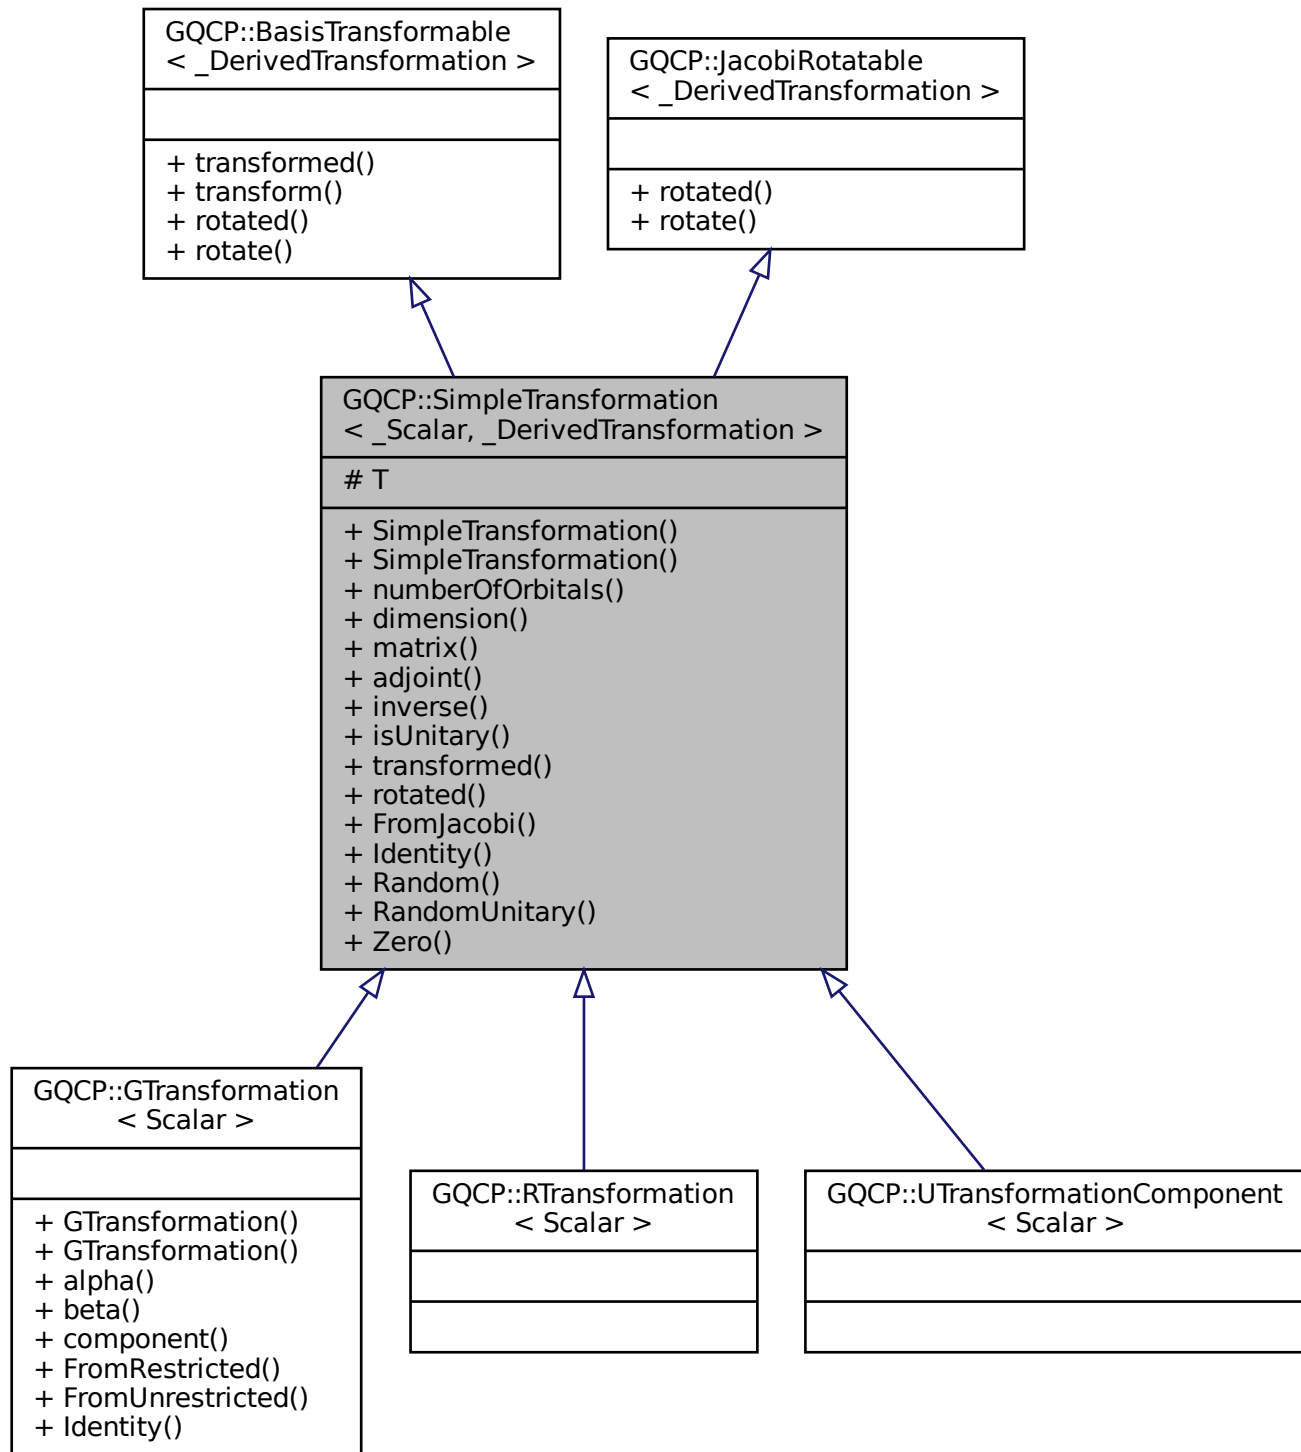 GQCP::BasisTransformable
< _DerivedTransformation >
+ transformed()
+ transform()
+ rotated()
+ rotate()
GQCP::JacobiRotatable
< _DerivedTransformation >
+ rotated()
+ rotate()
GQCP::SimpleTransformation
< _Scalar, _DerivedTransformation >
# T
+ SimpleTransformation()
+ SimpleTransformation()
+ numberOfOrbitals()
+ dimension()
+ matrix()
+ adjoint()
+ inverse()
+ isUnitary()
+ transformed()
+ rotated()
+ FromJacobi()
+ Identity()
+ Random()
+ RandomUnitary()
+ Zero()
GQCP::GTransformation
< Scalar >
+ GTransformation()
+ GTransformation()
+ alpha()
+ beta()
+ component()
+ FromRestricted()
+ FromUnrestricted()
+ Identity()
GQCP::RTransformation
< Scalar >
GQCP::UTransformationComponent
< Scalar >